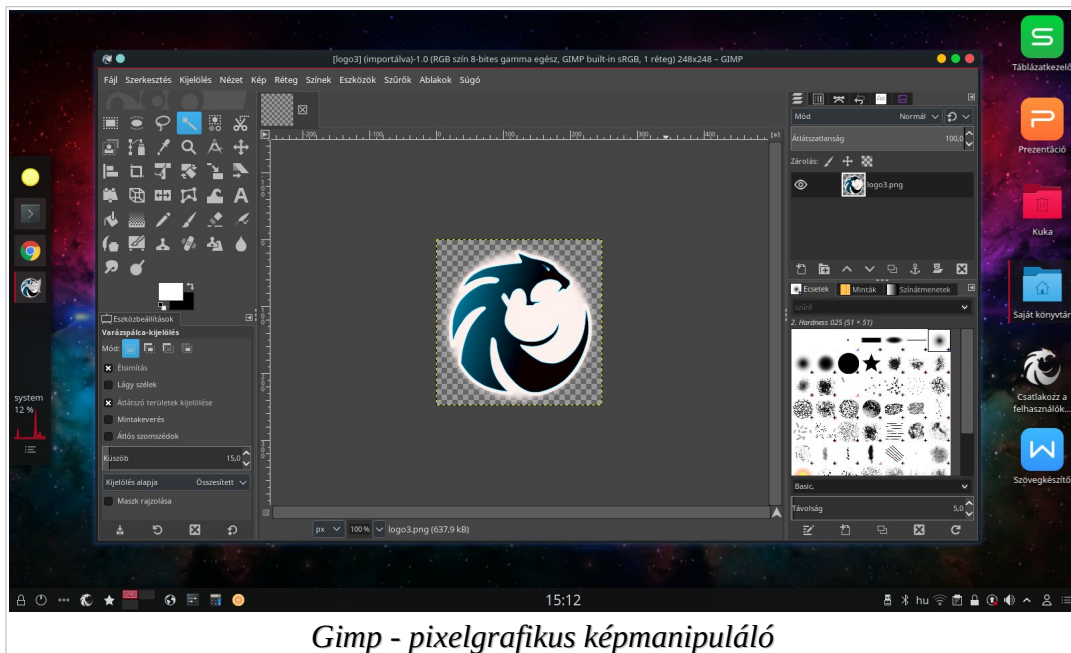 [logo3] (importálva)-1.0 (RGB szín 8-bites gamma egész, GIMP built-in sRGB, 1 réteg) 248x248 – GIMP
Fájl Szerkesztés Kijelölés Nézet Kép Réteg Színek Eszközök Szűrők Ablakok Súgó
Eszközbeállítások
Varázspálca-kijelölés
Mód:
Élsimítás
Lágy szélek
Átlátszó területek kijelölése
Mintakeverés
Átlós szomszédok
Küszöb 15,0
Kijelölés alapja Összesített
Maszk rajzolása
px 100% logo3.png (637,9 kB)
Mód Normál
Átlátszatlanság 100,0
Zárolás:
logo3.png
Ecsetek Minták Színátmenetek
szűrő
2. Hardness 025 (51 × 51)
Basic,
Távolság 5,0
system
12 %
Táblázatkezelő
Prezentáció
Kuka
Saját könyvtár
Csatlakozz a
felhasználók...
Szövegkészítő
15:12
hu
Gimp - pixelgrafikus képmanipuláló